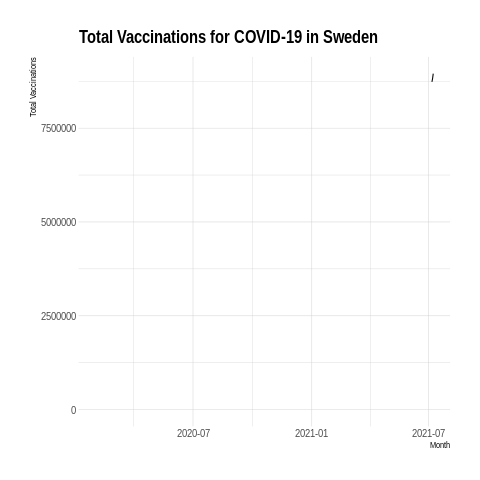 Total Vaccinations for COVID-19 in Sweden
Total Vaccinations
7500000
5000000
2500000
0
2020-07
2021-01
2021-07
Month